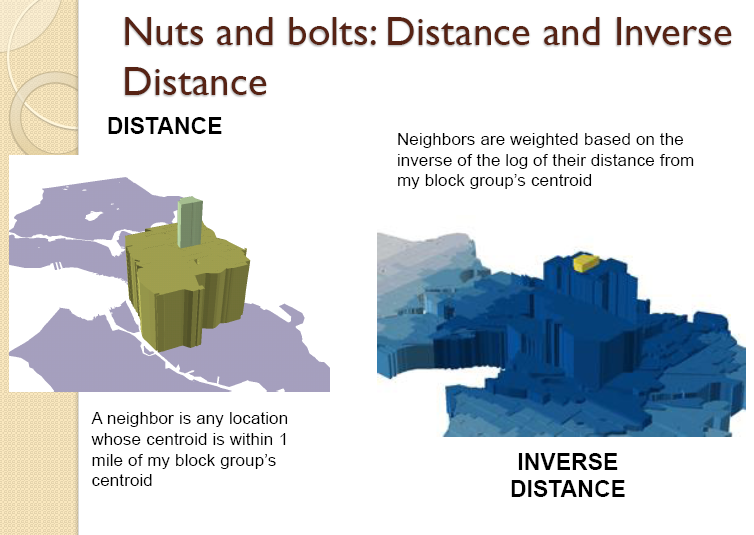 Nuts and bolts: Distance and Inverse
Distance
DISTANCE
Neighbors are weighted based on the
inverse of the log of their distance from
my block group's centroid
A neighbor is any location
whose centroid is within 1
mile of my block group's
centroid
INVERSE
DISTANCE